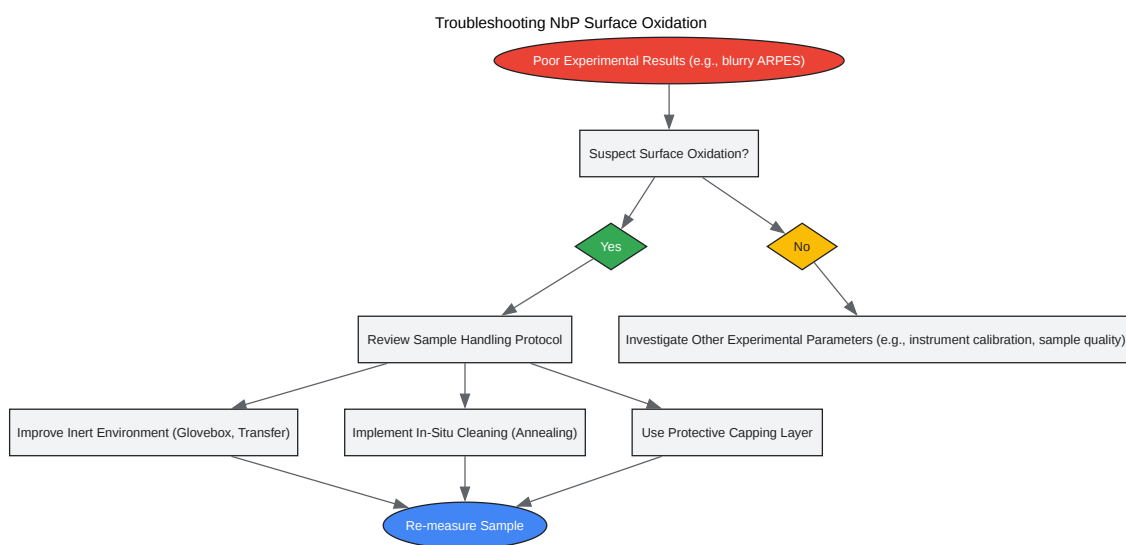 Troubleshooting NbP Surface Oxidation
Poor Experimental Results (e.g., blurry ARPES)
Suspect Surface Oxidation?
Yes
No
Review Sample Handling Protocol
Investigate Other Experimental Parameters (e.g., instrument calibration, sample quality)
Improve Inert Environment (Glovebox, Transfer)
Implement In-Situ Cleaning (Annealing)
Use Protective Capping Layer
Re-measure Sample